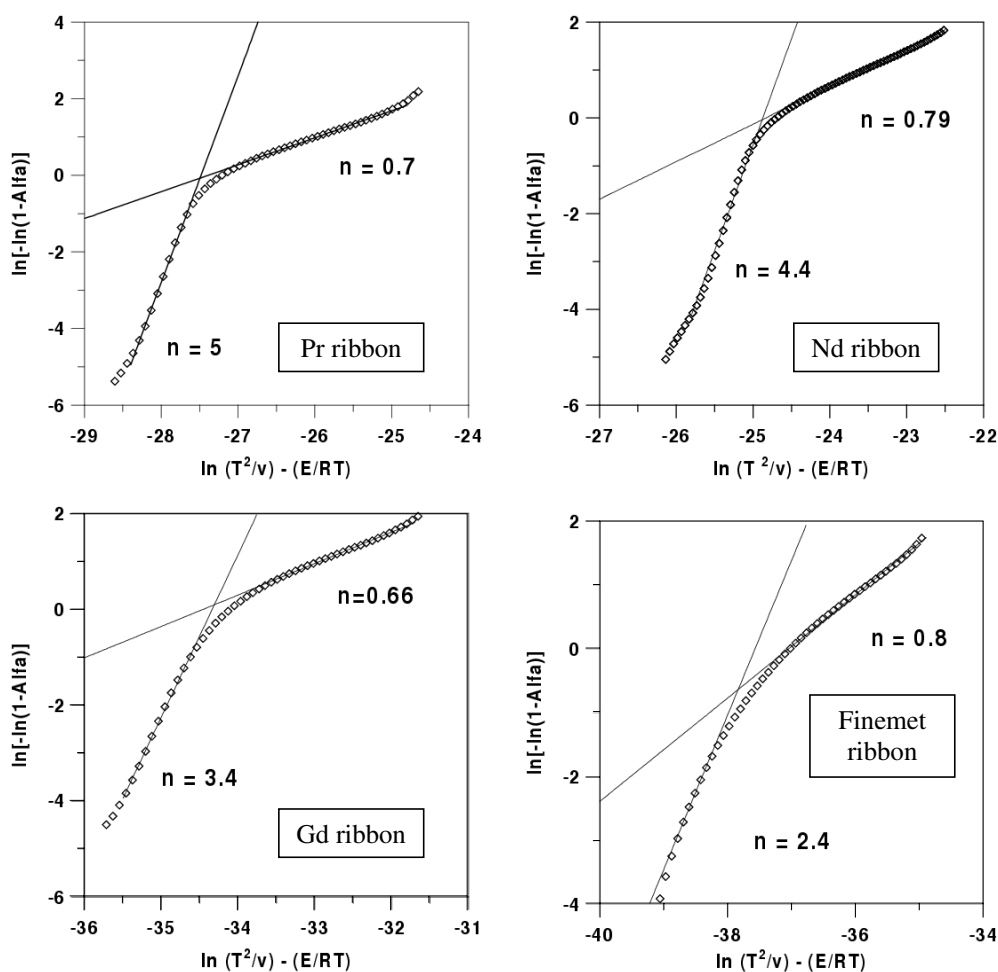 4
2
0
-2
-4
-6
ln[-ln(1-Alfa)]
n = 0.7
n = 5
Pr ribbon
-29 -28 -27 -26 -25 -24
ln (T²/v) - (E/RT)
2
0
-2
-4
-6
ln[-ln(1-Alfa)]
n = 0.79
n = 4.4
Nd ribbon
-27 -26 -25 -24 -23 -22
ln (T ²/v) - (E/RT)
2
0
-2
-4
-6
ln[-ln(1-Alfa)]
n=0.66
n = 3.4
Gd ribbon
-36 -35 -34 -33 -32 -31
ln (T²/v) - (E/RT)
2
0
-2
-4
ln[-ln(1-Alfa)]
n = 0.8
Finemet
ribbon
n = 2.4
-40 -38 -36 -34
ln (T²/v) - (E/RT)